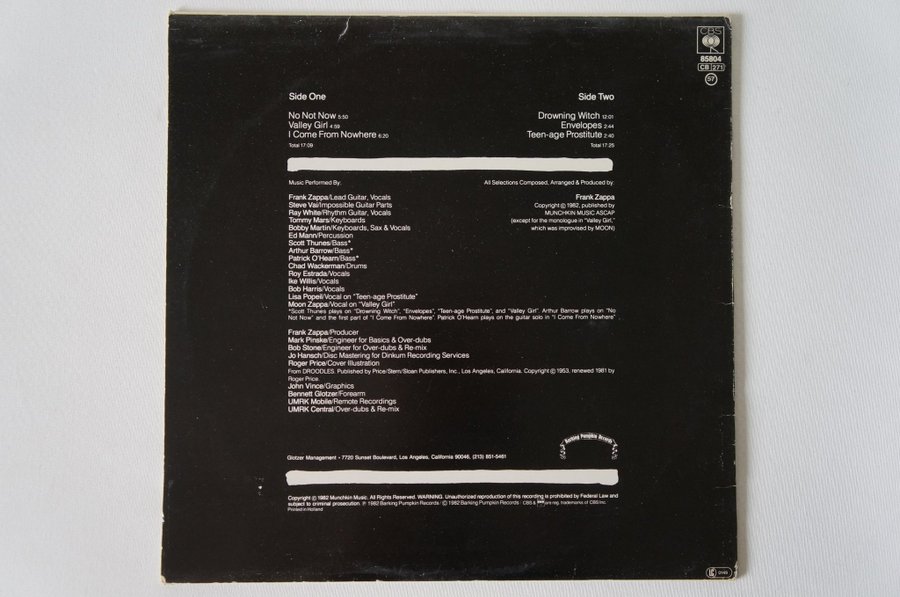 CBS
85804
CB 271
57
Side One
No Not Now 5:50
Valley Girl 4:59
I Come From Nowhere 6:20
Total 17:09
Side Two
Drowning Witch 12:01
Envelopes 2:44
Teen-age Prostitute 2:40
Total 17:25
Music Performed By:
Frank Zappa/Lead Guitar, Vocals
Steve Vai/Impossible Guitar Parts
Ray White/Rhythm Guitar, Vocals
Tommy Mars/Keyboards
Bobby Martin/Keyboards, Sax & Vocals
Ed Mann/Percussion
Scott Thunes/Bass*
Arthur Barrow/Bass*
Patrick O'Hearn/Bass*
Chad Wackerman/Drums
Roy Estrada/Vocals
Ike Willis/Vocals
Bob Harris/Vocals
Lisa Popeil/Vocal on "Teen-age Prostitute"
Moon Zappa/Vocal on "Valley Girl"
*Scott Thunes plays on "Drowning Witch", "Envelopes", "Teen-age Prostitute", and "Valley Girl". Arthur Barrow plays on "No
Not Now" and the first part of "I Come From Nowhere". Patrick O'Hearn plays on the guitar solo in "I Come From Nowhere".
All Selections Composed, Arranged & Produced by:
Frank Zappa
Copyright © 1982, published by
MUNCHKIN MUSIC ASCAP
(except for the monologue in "Valley Girl,"
which was improvised by MOON)
Frank Zappa/Producer
Mark Pinske/Engineer for Basics & Over-dubs
Bob Stone/Engineer for Over-dubs & Re-mix
Jo Hansch/Disc Mastering for Dinkum Recording Services
Roger Price/Cover Illustration
From DROODLES. Published by Price/Stern/Sloan Publishers, Inc., Los Angeles, California. Copyright © 1953, renewed 1981 by
Roger Price.
John Vince/Graphics
Bennett Glotzer/Forearm
UMRK Mobile/Remote Recordings
UMRK Central/Over-dubs & Re-mix
Barking Pumpkin Records
Glotzer Management • 7720 Sunset Boulevard, Los Angeles, California 90046, (213) 851-5461
Copyright © 1982 Munchkin Music. All Rights Reserved. WARNING. Unauthorized reproduction of this recording is prohibited by Federal Law and
subject to criminal prosecution. ℗ 1982 Barking Pumpkin Records · © 1982 Barking Pumpkin Records · CBS & are reg. trademarks of CBS Inc.
Printed in Holland
LC 0149